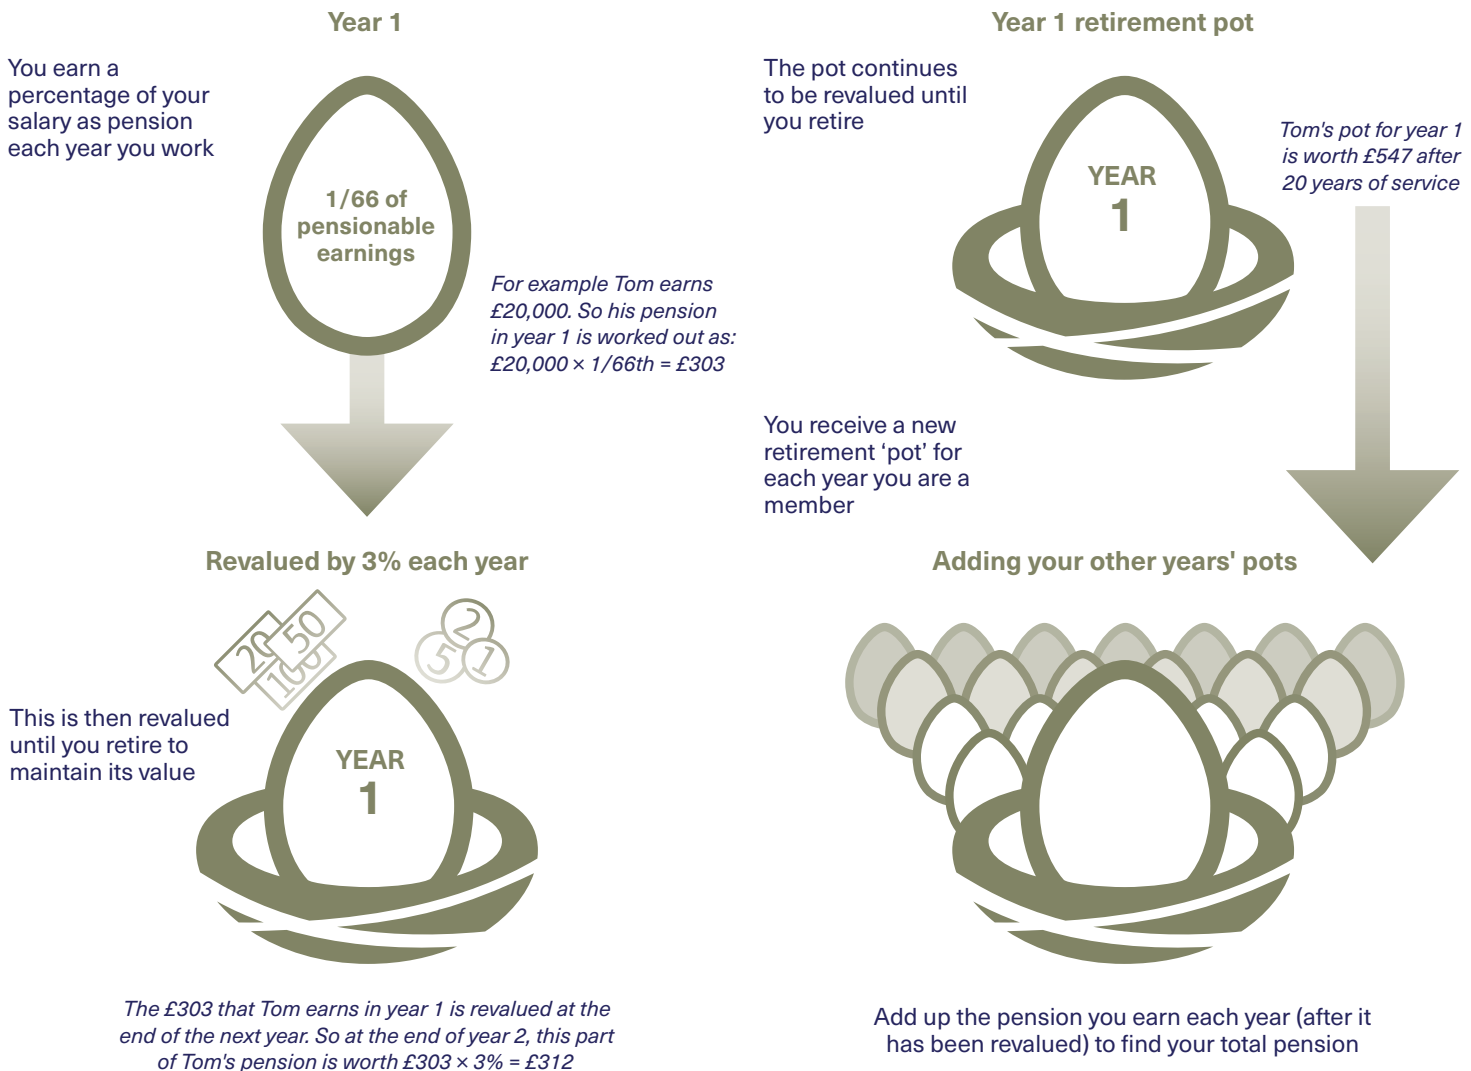 Year 1
You earn a
percentage of your
salary as pension
each year you work
1/66 of
pensionable
earnings
For example Tom earns
£20,000. So his pension
in year 1 is worked out as:
£20,000 × 1/66th = £303
Revalued by 3% each year
20
50
100
2
5
1
This is then revalued
until you retire to
maintain its value
YEAR
1
The £303 that Tom earns in year 1 is revalued at the
end of the next year. So at the end of year 2, this part
of Tom's pension is worth £303 × 3% = £312
Year 1 retirement pot
The pot continues
to be revalued until
you retire
YEAR
1
Tom's pot for year 1
is worth £547 after
20 years of service
You receive a new
retirement ‘pot’ for
each year you are a
member
Adding your other years' pots
Add up the pension you earn each year (after it
has been revalued) to find your total pension